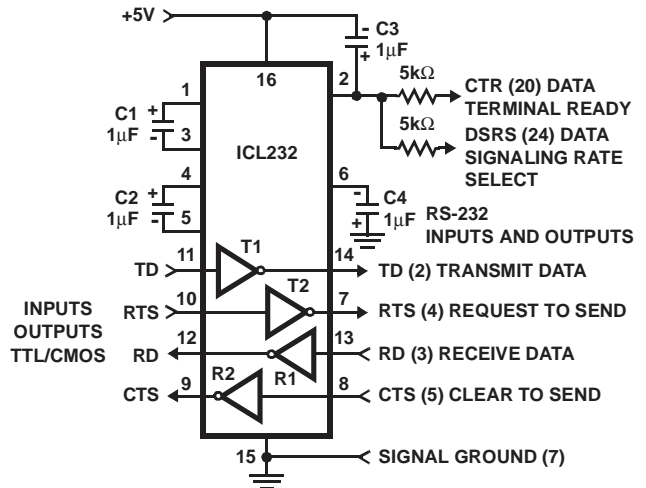 +5V
-
C3
1μF
+
16
2
5kΩ
CTR (20) DATA
TERMINAL READY
5kΩ
DSRS (24) DATA
SIGNALING RATE
SELECT
1
C1
+
1μF
-
3
ICL232
4
C2
+
1μF
-
5
6
-
C4
+
1μF
RS-232
INPUTS AND OUTPUTS
T1
TD
11
14
TD (2) TRANSMIT DATA
T2
INPUTS
OUTPUTS
TTL/CMOS
RTS
10
7
RTS (4) REQUEST TO SEND
RD
12
13
RD (3) RECEIVE DATA
R2
R1
CTS
9
8
CTS (5) CLEAR TO SEND
15
SIGNAL GROUND (7)